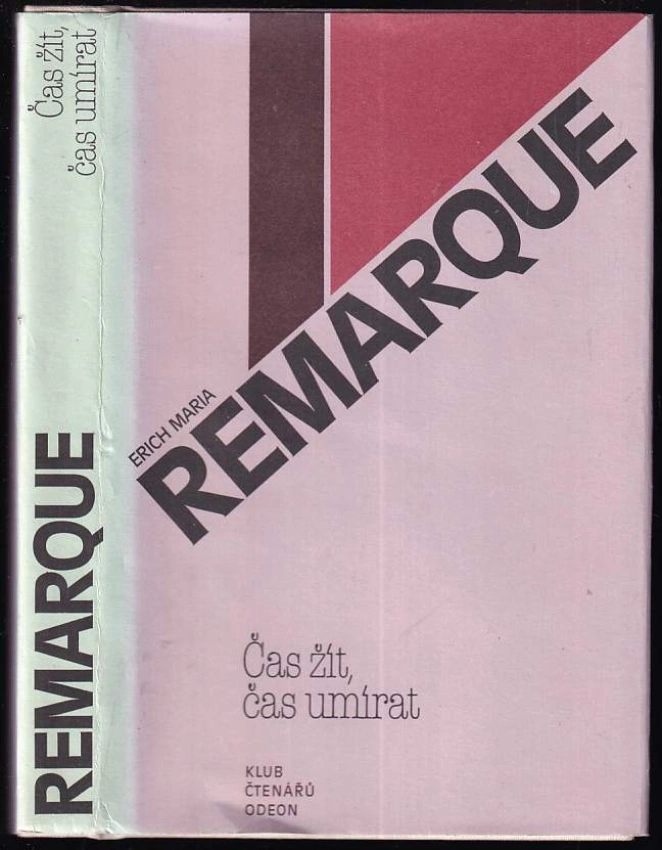 Čas žít,
čas umírat
REMARQUE
ERICH MARIA
REMARQUE
Čas žít,
čas umírat
KLUB
ČTENÁŘŮ
ODEON